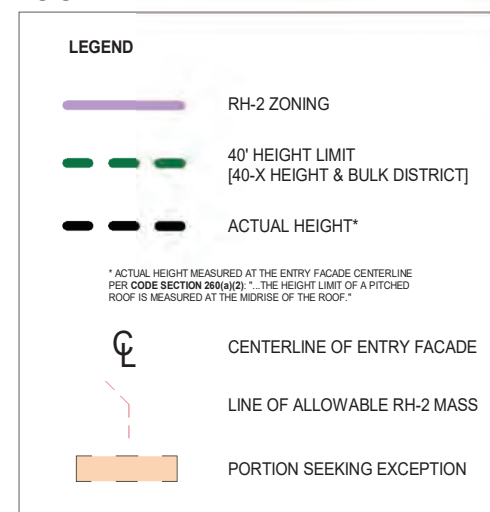 LEGEND
RH-2 ZONING
40' HEIGHT LIMIT
[40-X HEIGHT & BULK DISTRICT]
ACTUAL HEIGHT*
* ACTUAL HEIGHT MEASURED AT THE ENTRY FACADE CENTERLINE
PER CODE SECTION 260(a)(2): "...THE HEIGHT LIMIT OF A PITCHED
ROOF IS MEASURED AT THE MIDRISE OF THE ROOF."
℄ CENTERLINE OF ENTRY FACADE
LINE OF ALLOWABLE RH-2 MASS
PORTION SEEKING EXCEPTION